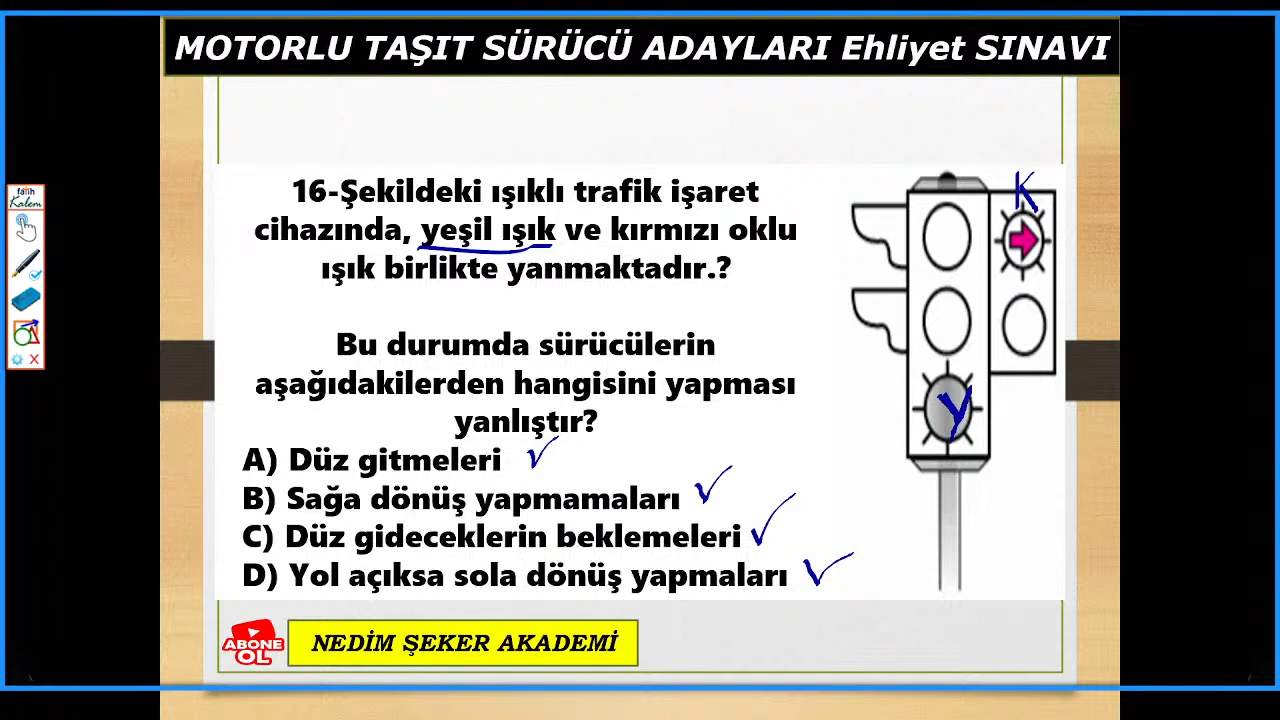 MOTORLU TAŞIT SÜRÜCÜ ADAYLARI Ehliyet SINAVI
fatih
Kalem
16-Şekildeki ışıklı trafik işaret
cihazında, yeşil ışık ve kırmızı oklu
ışık birlikte yanmaktadır.?
Bu durumda sürücülerin
aşağıdakilerden hangisini yapması
yanlıştır?
A) Düz gitmeleri
B) Sağa dönüş yapmamaları
C) Düz gideceklerin beklemeleri
D) Yol açıksa sola dönüş yapmaları
K
Y
ABONE
OL
NEDİM ŞEKER AKADEMİ